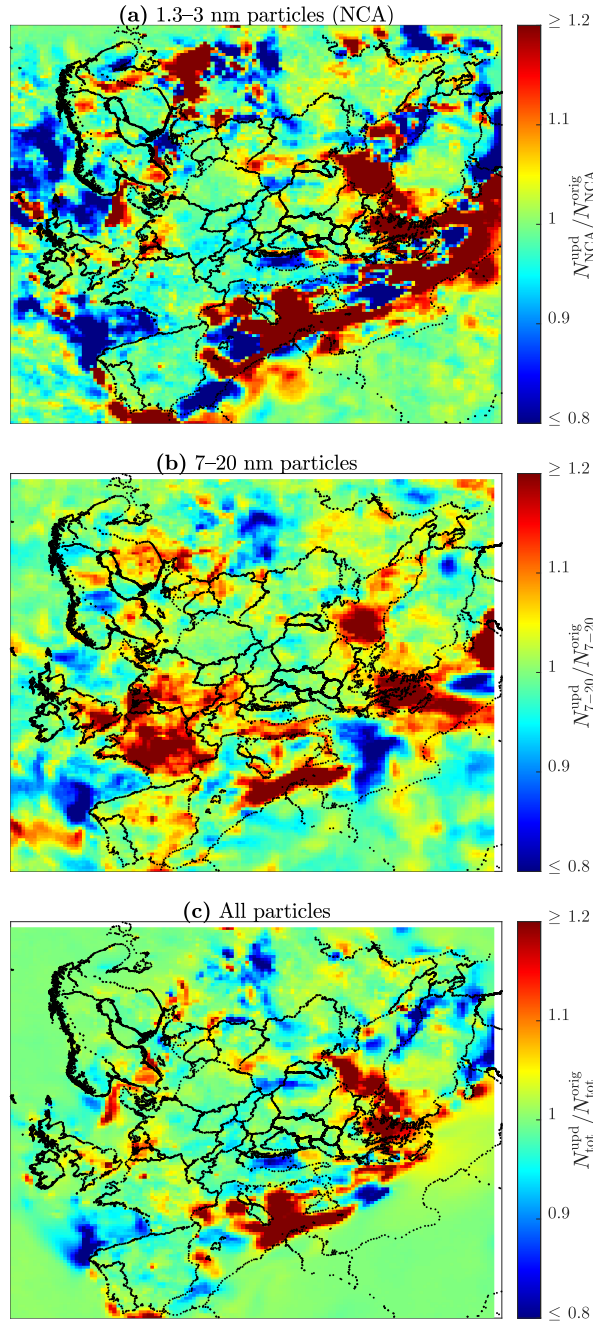 (a) 1.3–3 nm particles (NCA)
≥ 1.2
1.1
1
0.9
≤ 0.8
N^upd_NCA / N^orig_NCA
(b) 7–20 nm particles
≥ 1.2
1.1
1
0.9
≤ 0.8
N^upd_7−20 / N^orig_7−20
(c) All particles
≥ 1.2
1.1
1
0.9
≤ 0.8
N^upd_tot / N^orig_tot